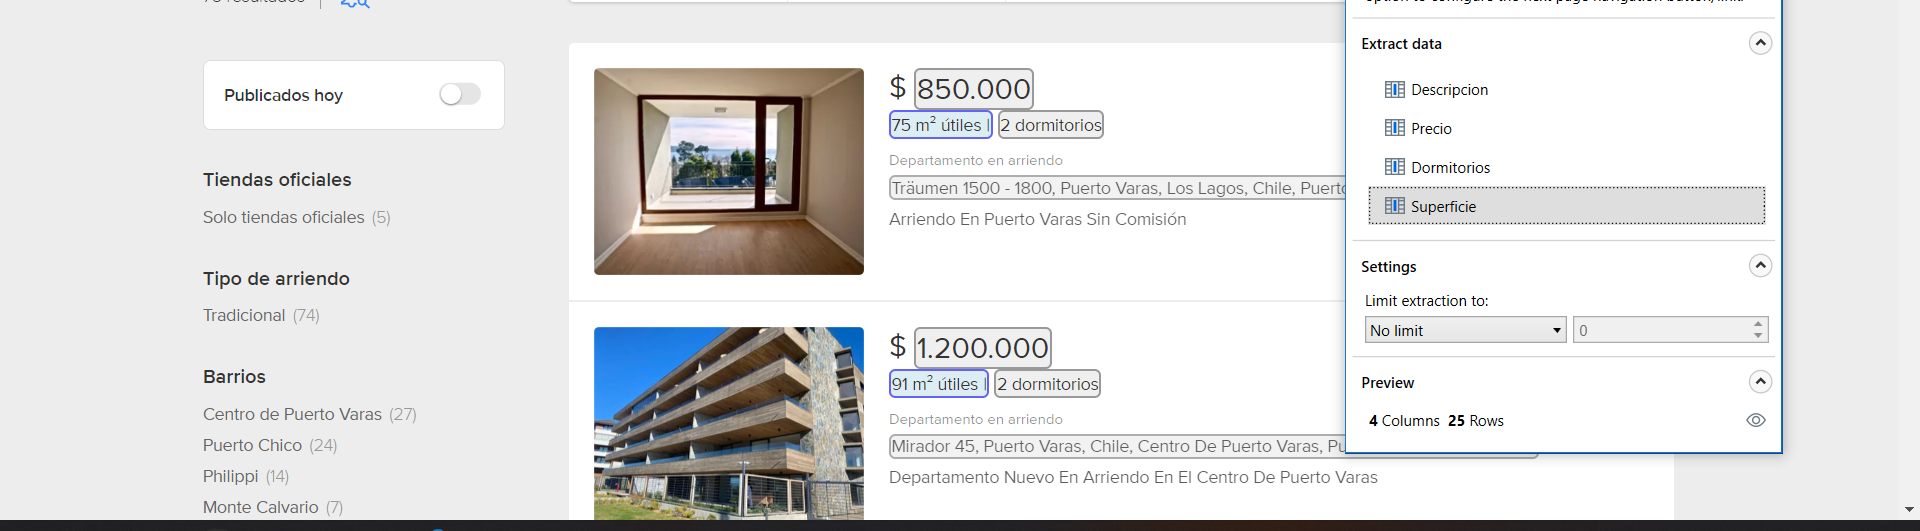 Publicados hoy
Tiendas oficiales
Solo tiendas oficiales (5)
Tipo de arriendo
Tradicional (74)
Barrios
Centro de Puerto Varas (27)
Puerto Chico (24)
Philippi (14)
Monte Calvario (7)
$ 850.000
75 m² útiles | 2 dormitorios
Departamento en arriendo
Träumen 1500 - 1800, Puerto Varas, Los Lagos, Chile, Puerto
Arriendo En Puerto Varas Sin Comisión
$ 1.200.000
91 m² útiles | 2 dormitorios
Departamento en arriendo
Mirador 45, Puerto Varas, Chile, Centro De Puerto Varas, Pu
Departamento Nuevo En Arriendo En El Centro De Puerto Varas
Extract data
Descripcion
Precio
Dormitorios
Superficie
Settings
Limit extraction to:
No limit 0
Preview
4 Columns 25 Rows